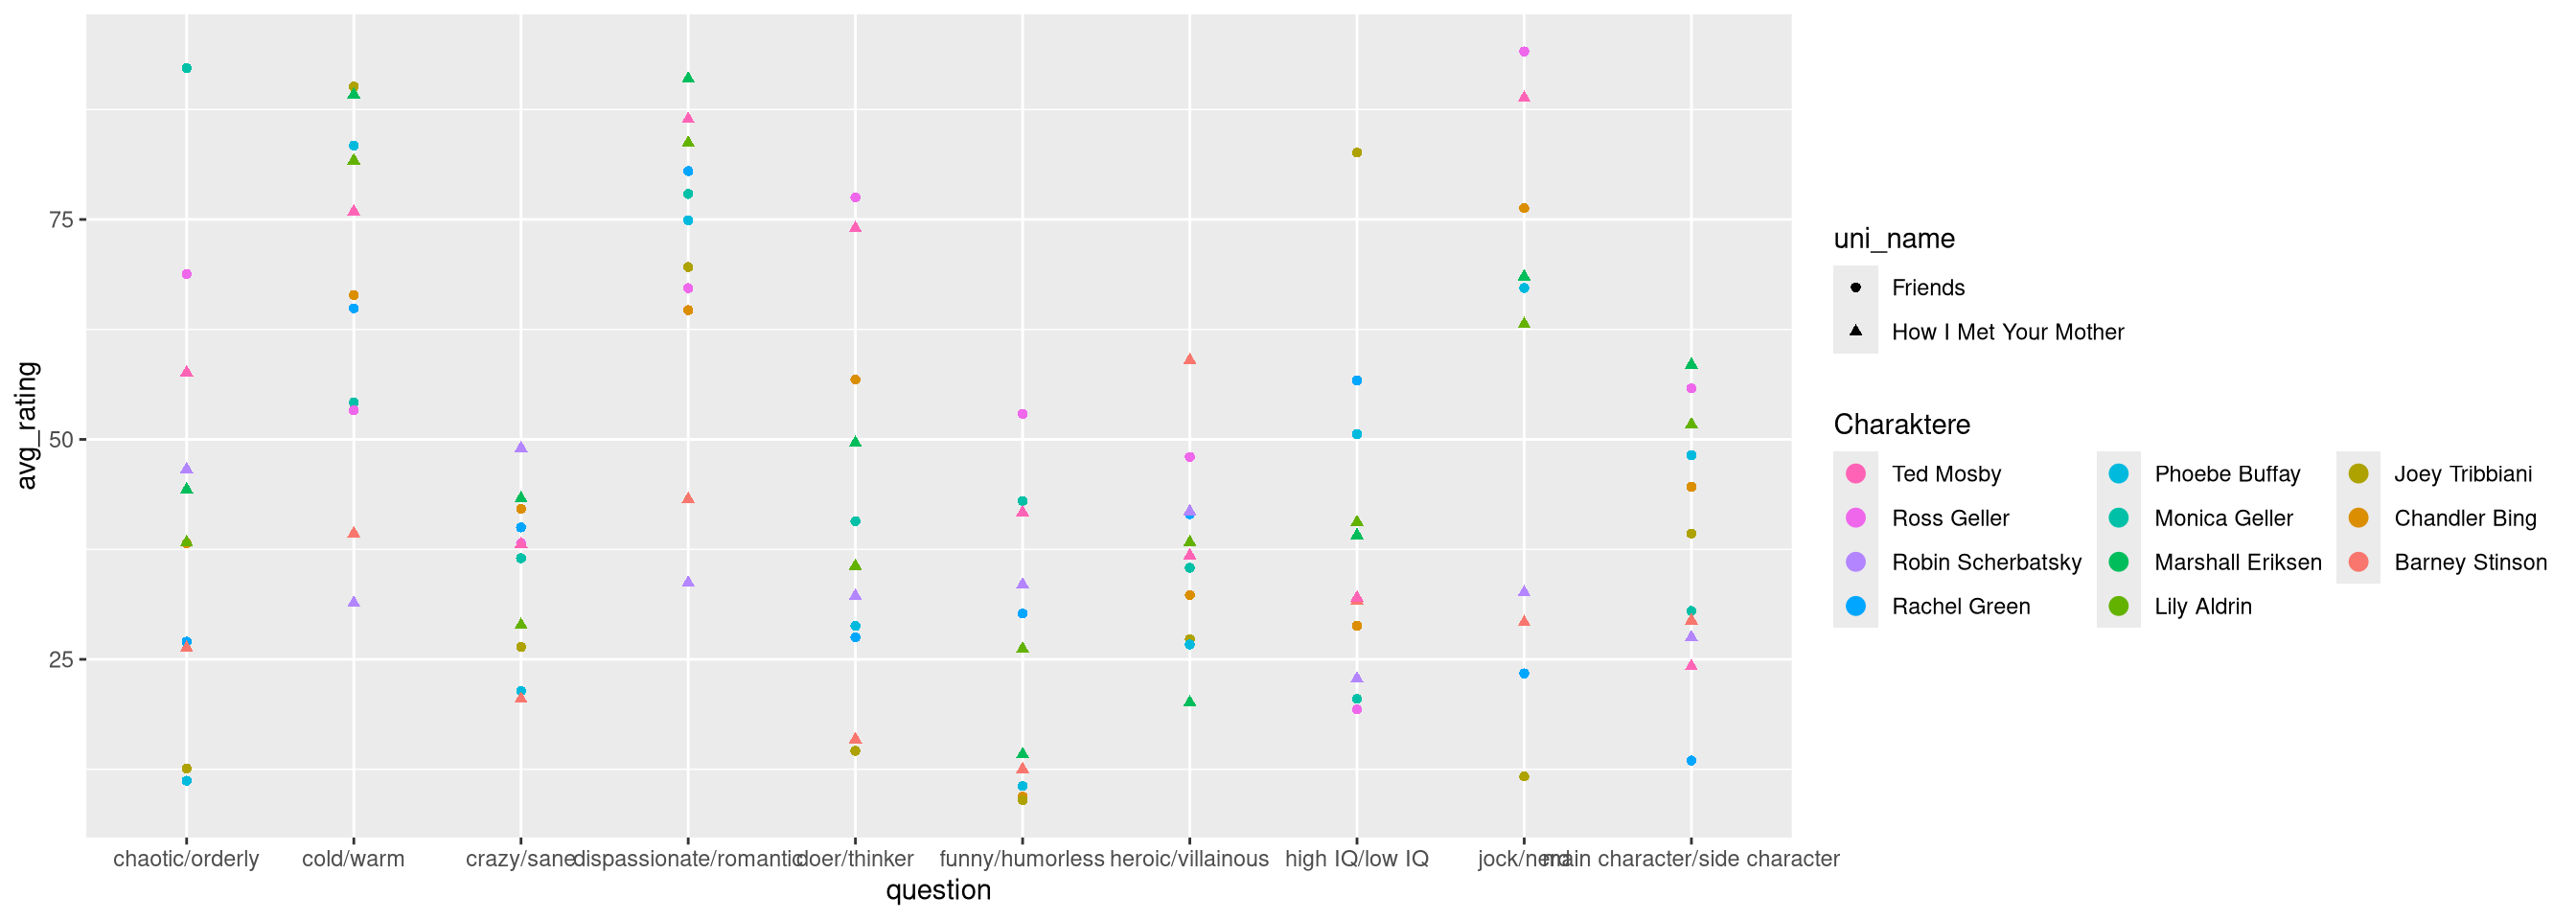 75
50
25
avg_rating
chaotic/orderly
cold/warm
crazy/sane
dispassionate/romantic
doer/thinker
funny/humorless
heroic/villainous
high IQ/low IQ
jock/nerd
main character/side character
question
uni_name
Friends
How I Met Your Mother
Charaktere
Ted Mosby
Ross Geller
Robin Scherbatsky
Rachel Green
Phoebe Buffay
Monica Geller
Marshall Eriksen
Lily Aldrin
Joey Tribbiani
Chandler Bing
Barney Stinson